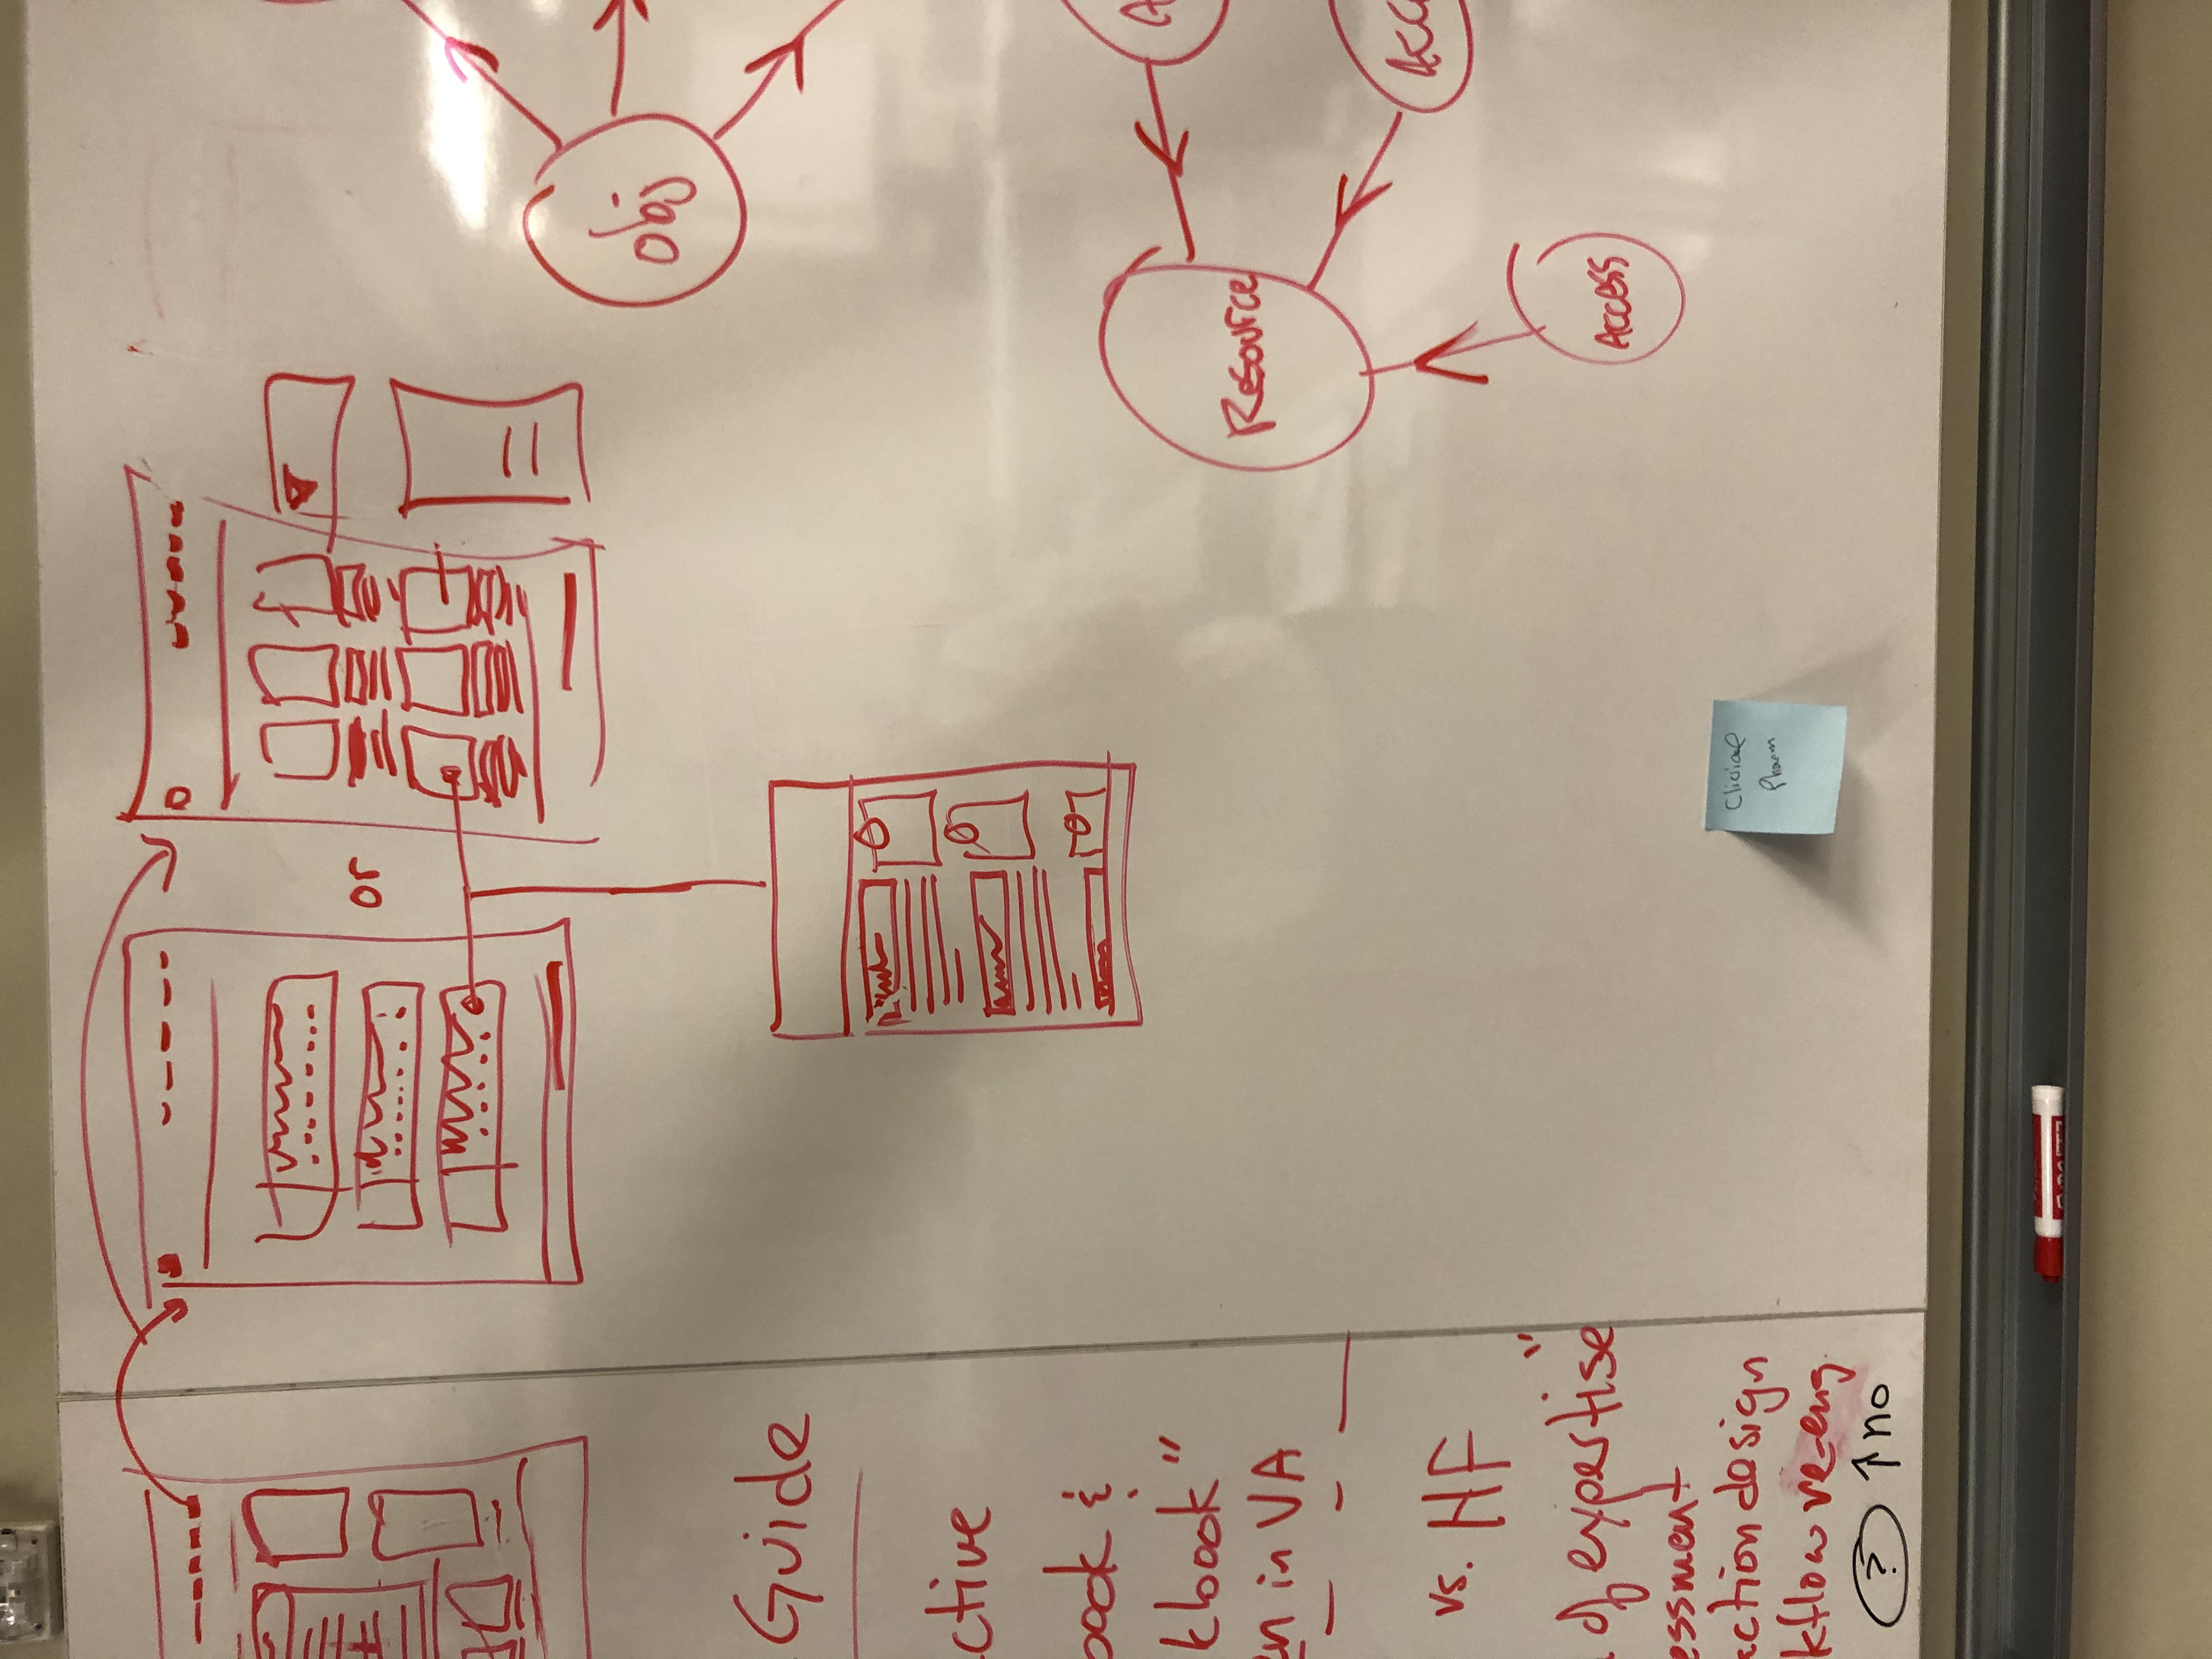 Guide
ctive
book &
kbook"
en in VA
vs. HF
of expertise"
essment
action design
kflow re-eng.
? ↑ no
or
obj
Resource
A
Acc
Access
Clinical
Pharm